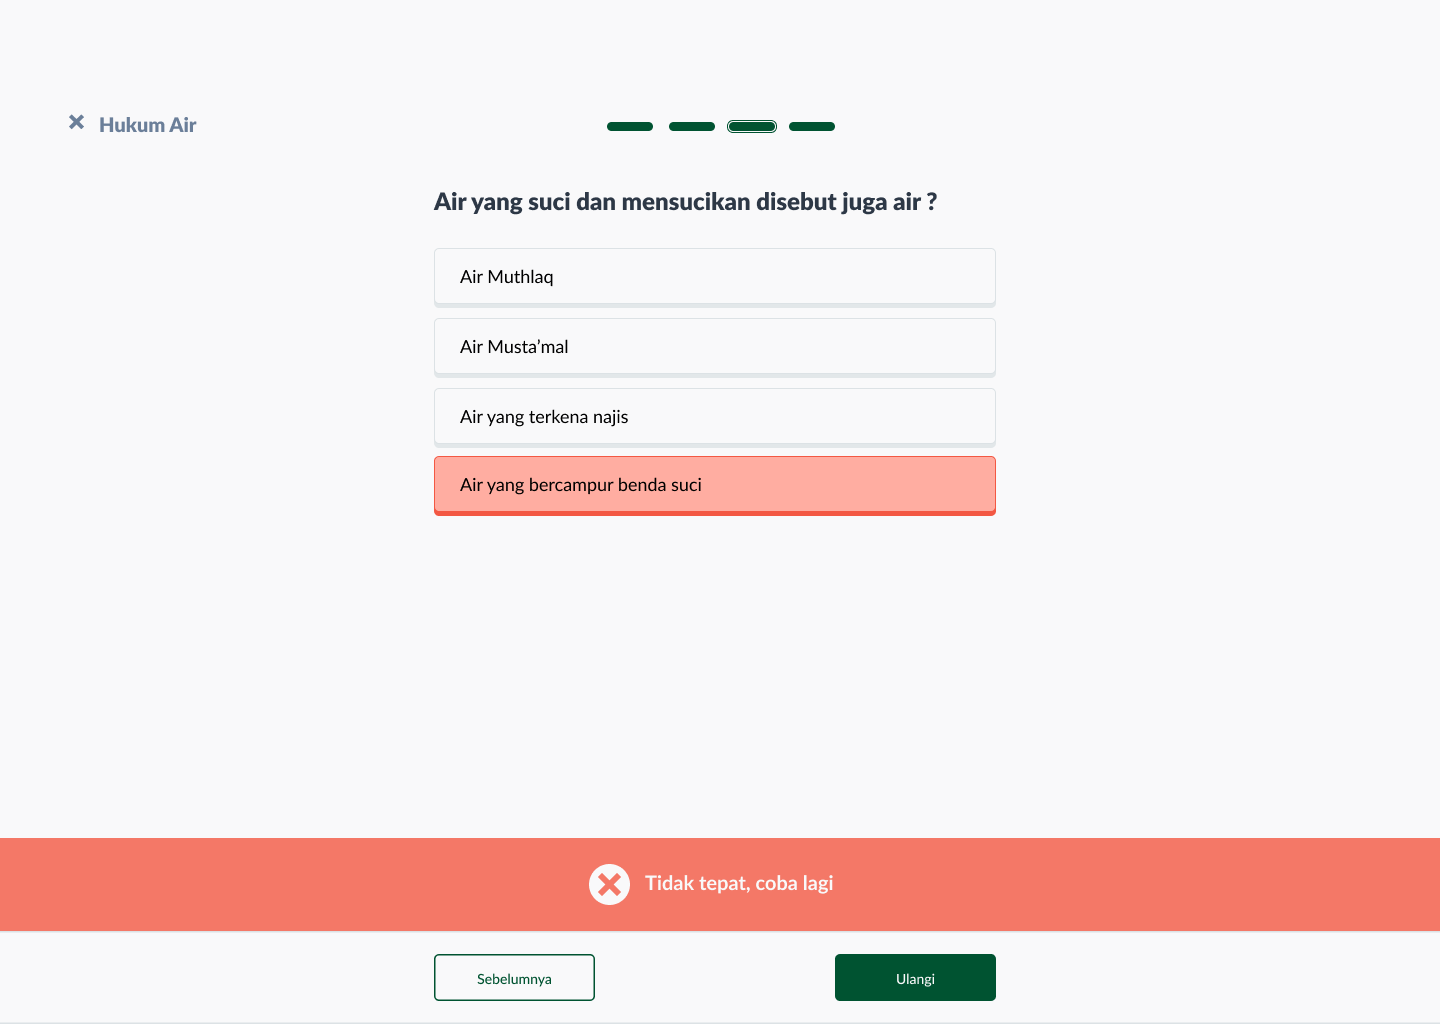 Hukum Air
Air yang suci dan mensucikan disebut juga air ?
Air Muthlaq
Air Musta’mal
Air yang terkena najis
Air yang bercampur benda suci
Tidak tepat, coba lagi
Sebelumnya
Ulangi